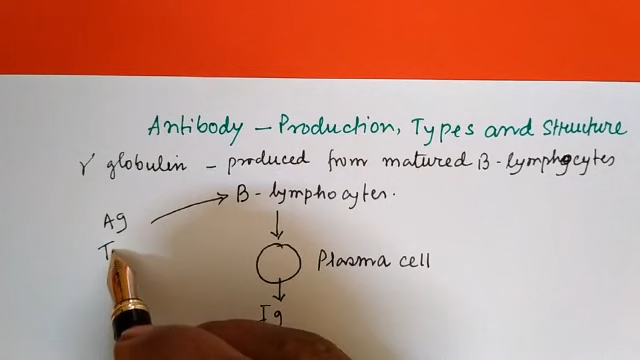 Antibody - Production, Types and Structure
γ globulin - produced from matured B-lymphocytes
B-lymphocytes.
Ag
Plasma cell
Ig